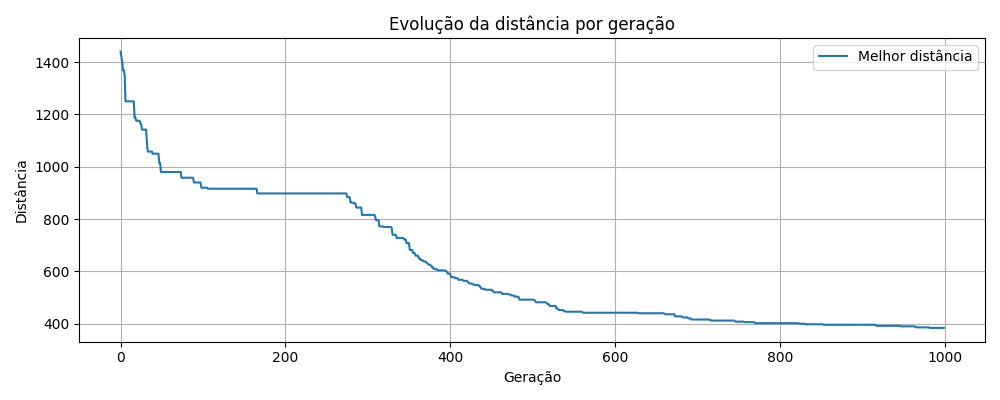 Evolução da distância por geração
Melhor distância
Distância
1400
1200
1000
800
600
400
0 200 400 600 800 1000
Geração